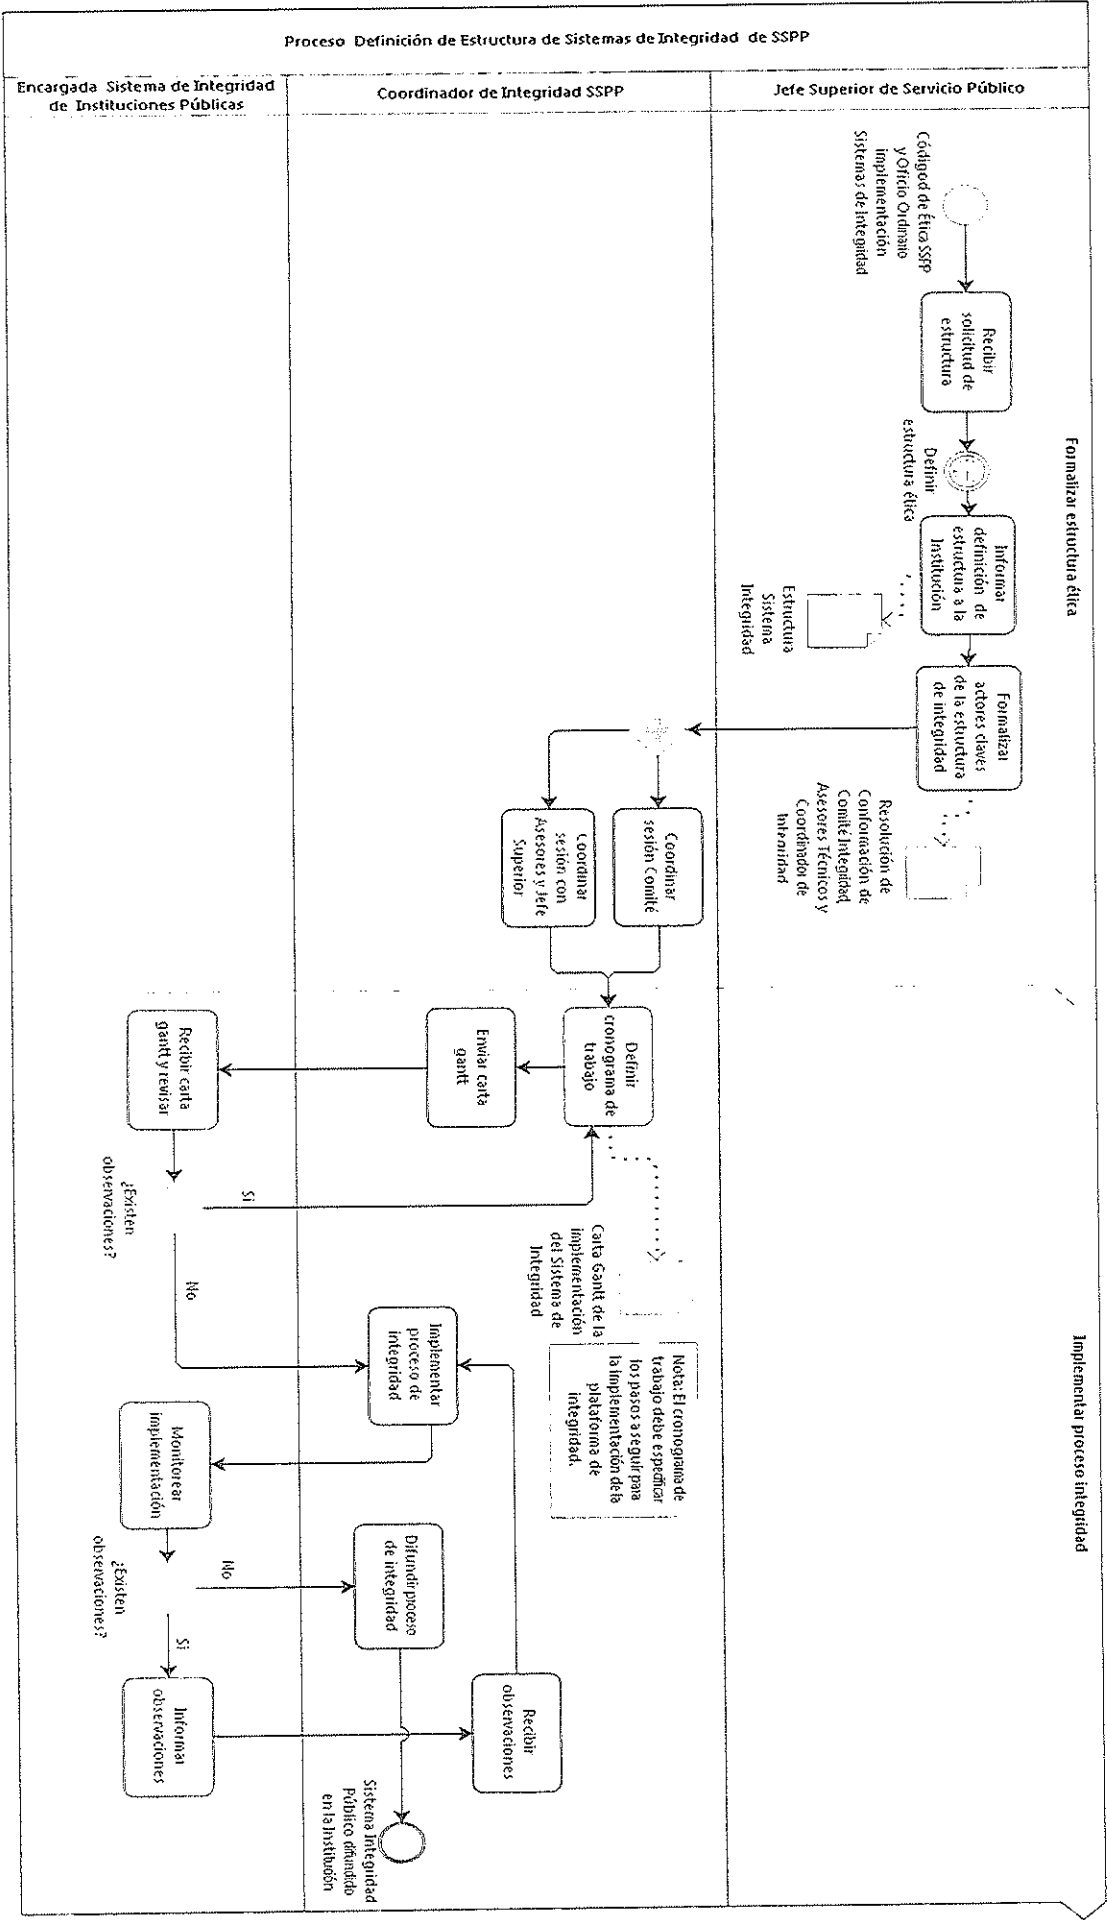 Proceso Definición de Estructura de Sistemas de Integridad de SSPP
Jefe Superior de Servicio Público
Coordinador de Integridad SSPP
Encargada Sistema de Integridad
de Instituciones Públicas
Formalizar estructura ética
Implementar proceso integridad
Códigod de Ética SSPP
y Oficio Ordinario
implementación
Sistemas de Integridad
Recibir
solicitud de
estructura
Definir
estructura ética
Informar
definición de
estructura a la
Institución
Estructura
Sistema
Integridad
Formalizar
actores claves
de la estructura
de integridad
Resolución de
Conformación de
Comité Integridad,
Asesores Técnicos y
Coordinador de
Integridad
Coordinar
sesión Comité
Coordinar
sesión con
Asesores y Jefe
Superior
Definir
cronograma de
trabajo
Enviar carta
gantt
Recibir carta
gantt y revisar
¿Existen
observaciones?
Si
No
Carta Gantt de la
implementación
del Sistema de
Integridad
Nota: El cronograma de
trabajo debe especificar
los pasos a seguir para
la implementación de la
plataforma de
integridad.
Implementar
proceso de
integridad
Monitorear
implementación
¿Existen
observaciones?
No
Si
Difundir proceso
de integridad
Informar
observaciones
Recibir
observaciones
Sistema Integridad
Público difundido
en la Institución